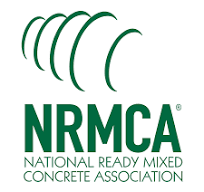 NRMCA®
NATIONAL READY MIXED
CONCRETE ASSOCIATION